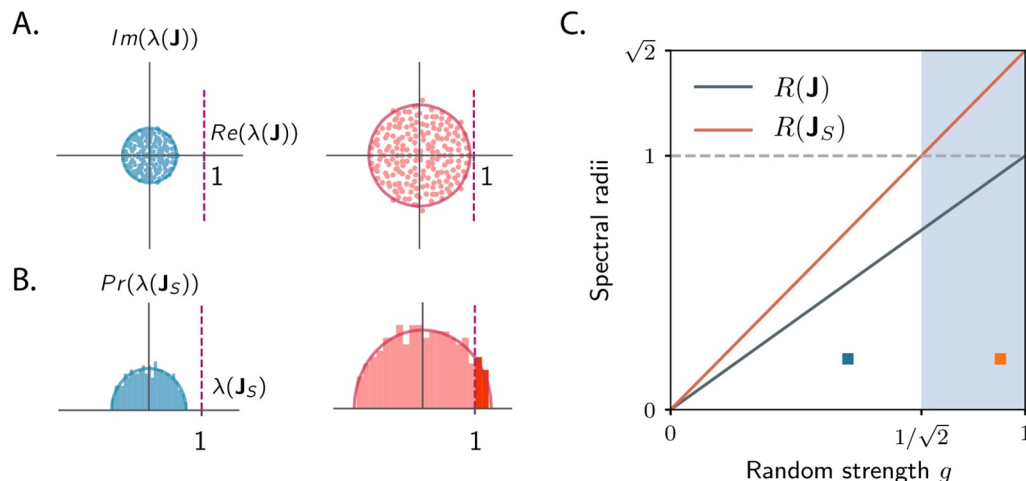 A.
Im(λ(J))
Re(λ(J))
1
1
B.
Pr(λ(J_S))
λ(J_S)
1
1
C.
√2
1
0
Spectral radii
R(J)
R(J_S)
0
1/√2
1
Random strength g